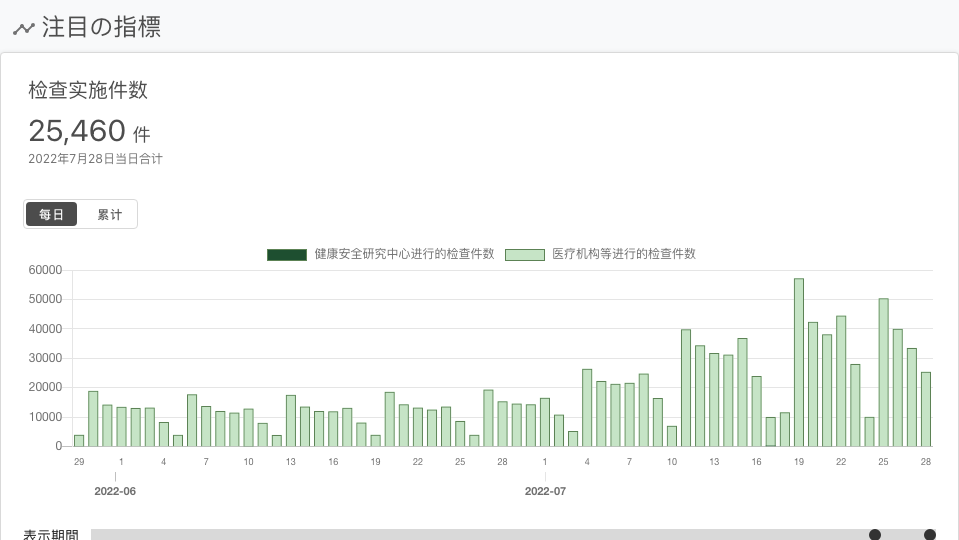 注目の指標
检查实施件数
25,460 件
2022年7月28日当日合计
每日 累计
健康安全研究中心进行的检查件数 医疗机构等进行的检查件数
60000
50000
40000
30000
20000
10000
0
29 1 4 7 10 13 16 19 22 25 28 1 4 7 10 13 16 19 22 25 28
2022-06 2022-07
表示期間